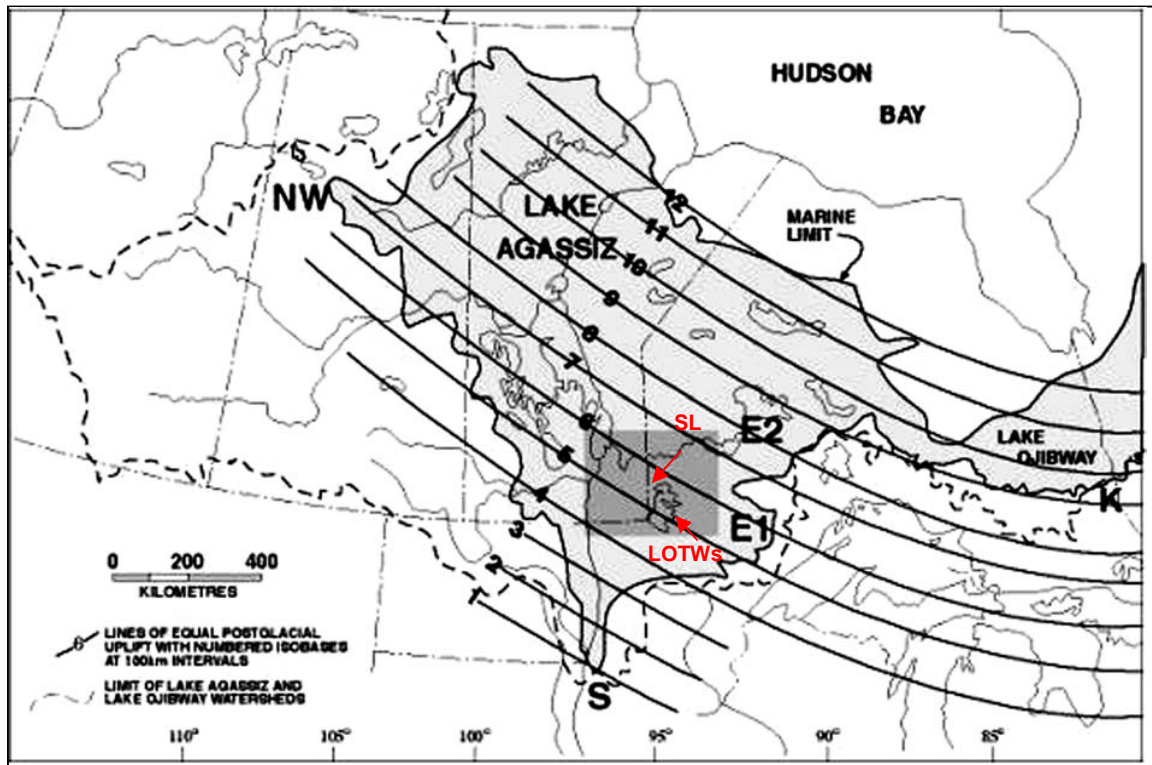 HUDSON
BAY
NW
LAKE
AGASSIZ
MARINE
LIMIT
12
11
10
9
8
7
6
5
4
3
2
1
SL
E2
LAKE
OJIBWAY
K
E1
LOTWs
S
0 200 400
KILOMETRES
6
LINES OF EQUAL POSTGLACIAL
UPLIFT WITH NUMBERED ISOBASES
AT 100km INTERVALS
LIMIT OF LAKE AGASSIZ AND
LAKE OJIBWAY WATERSHEDS
110° 105° 100° 95° 90° 85°